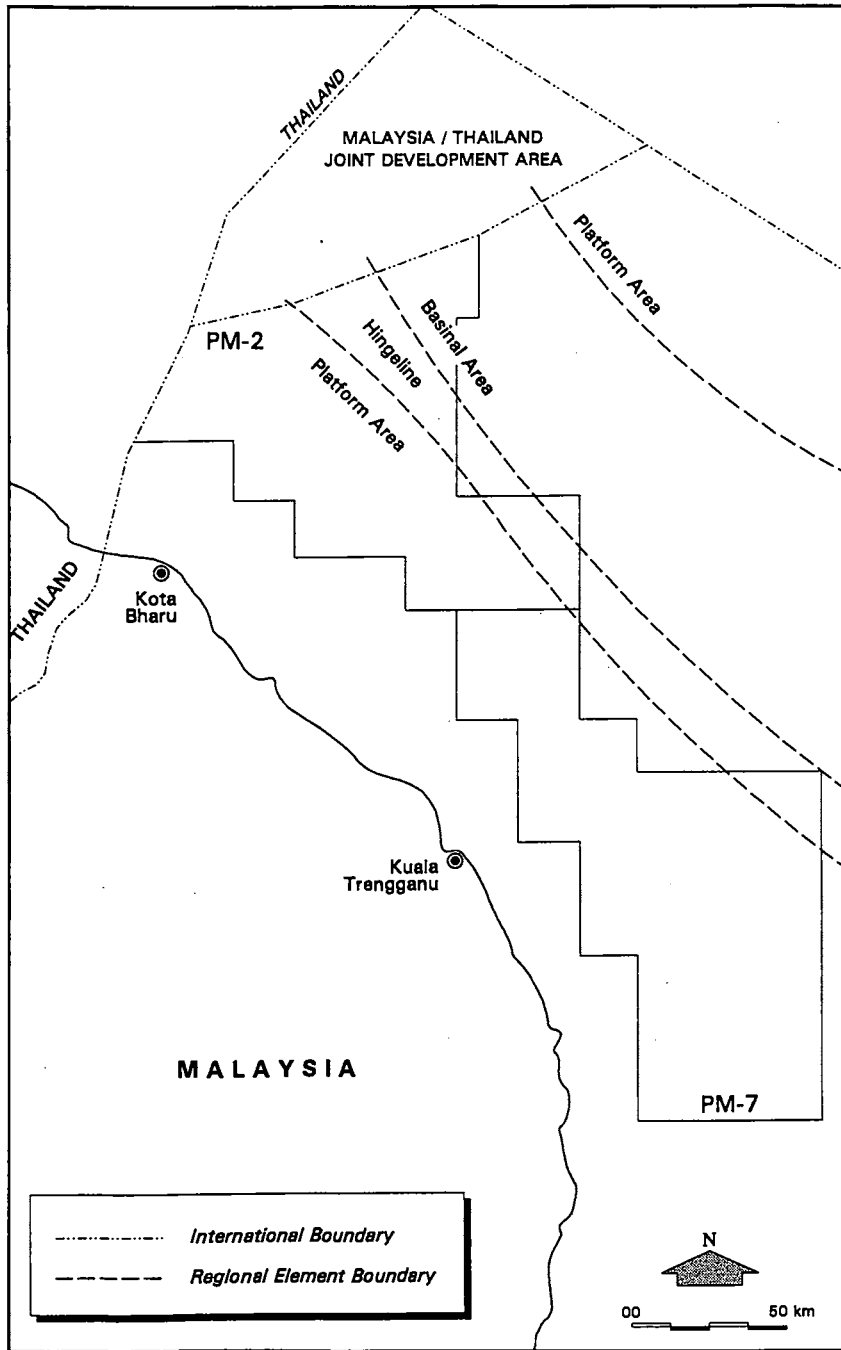 THAILAND
MALAYSIA / THAILAND
JOINT DEVELOPMENT AREA
Platform Area
PM-2
Basinal Area
Hingeline
Platform Area
THAILAND
Kota
Bharu
Kuala
Trengganu
MALAYSIA
PM-7
International Boundary
Regional Element Boundary
N
00 50 km